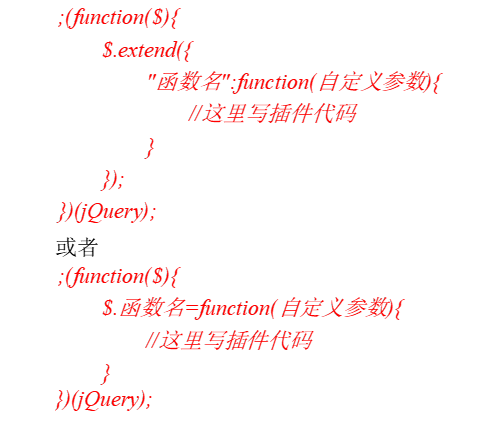 ;(function($){
$.extend({
"函数名":function(自定义参数){
//这里写插件代码
}
});
})(jQuery);
或者
;(function($){
$.函数名=function(自定义参数){
//这里写插件代码
}
})(jQuery);